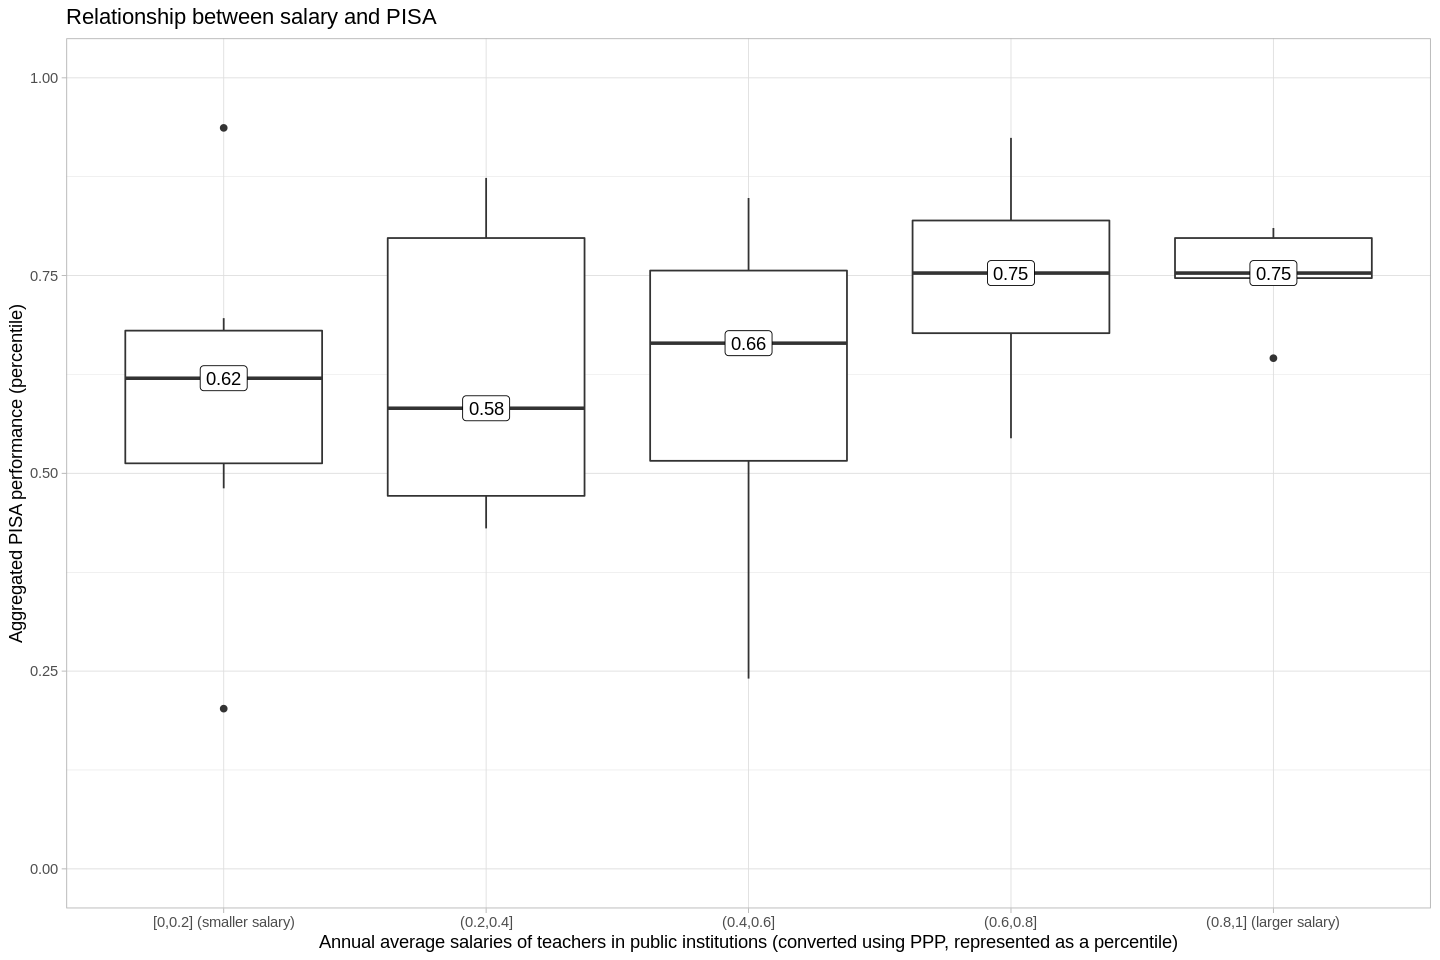 Relationship between salary and PISA
1.00
0.75
0.50
0.25
0.00
Aggregated PISA performance (percentile)
0.62
0.58
0.66
0.75
0.75
[0,0.2] (smaller salary)
(0.2,0.4]
(0.4,0.6]
(0.6,0.8]
(0.8,1] (larger salary)
Annual average salaries of teachers in public institutions (converted using PPP, represented as a percentile)